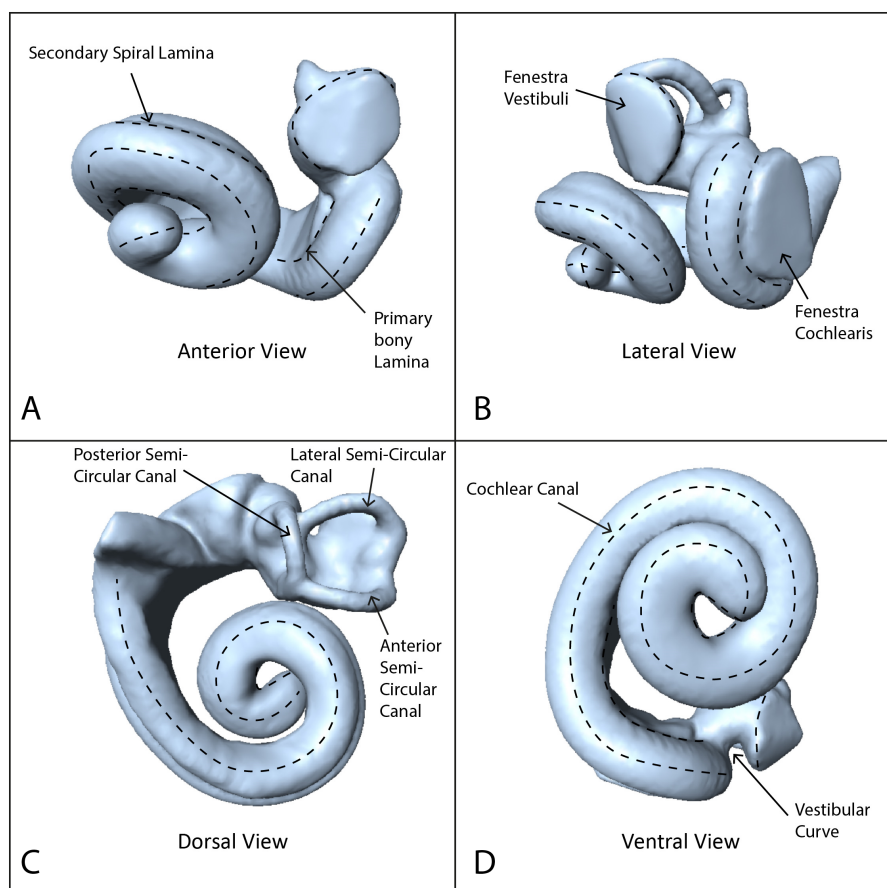 Secondary Spiral Lamina
Primary
bony
Lamina
Anterior View
A
Fenestra
Vestibuli
Fenestra
Cochlearis
Lateral View
B
Posterior Semi-
Circular Canal
Lateral Semi-Circular
Canal
Anterior
Semi-
Circular
Canal
Dorsal View
C
Cochlear Canal
Vestibular
Curve
Ventral View
D